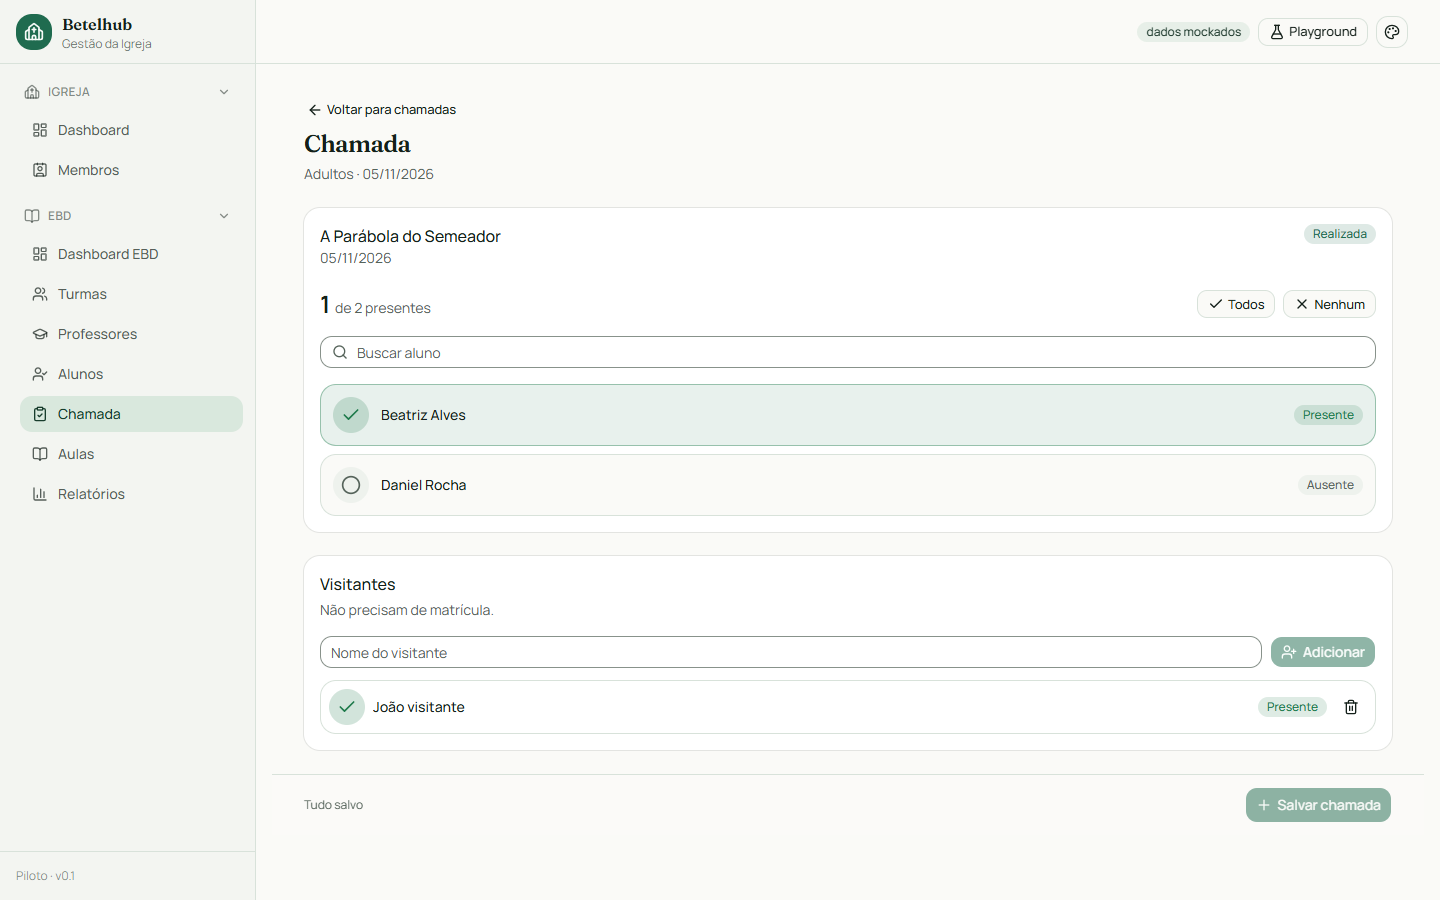 Betelhub
Gestão da Igreja
dados mockados
Playground
IGREJA
Dashboard
Membros
EBD
Dashboard EBD
Turmas
Professores
Alunos
Chamada
Aulas
Relatórios
Piloto · v0.1
Voltar para chamadas
Chamada
Adultos · 05/11/2026
A Parábola do Semeador
Realizada
05/11/2026
1 de 2 presentes
Todos
Nenhum
Buscar aluno
Beatriz Alves
Presente
Daniel Rocha
Ausente
Visitantes
Não precisam de matrícula.
Nome do visitante
Adicionar
João visitante
Presente
Tudo salvo
Salvar chamada